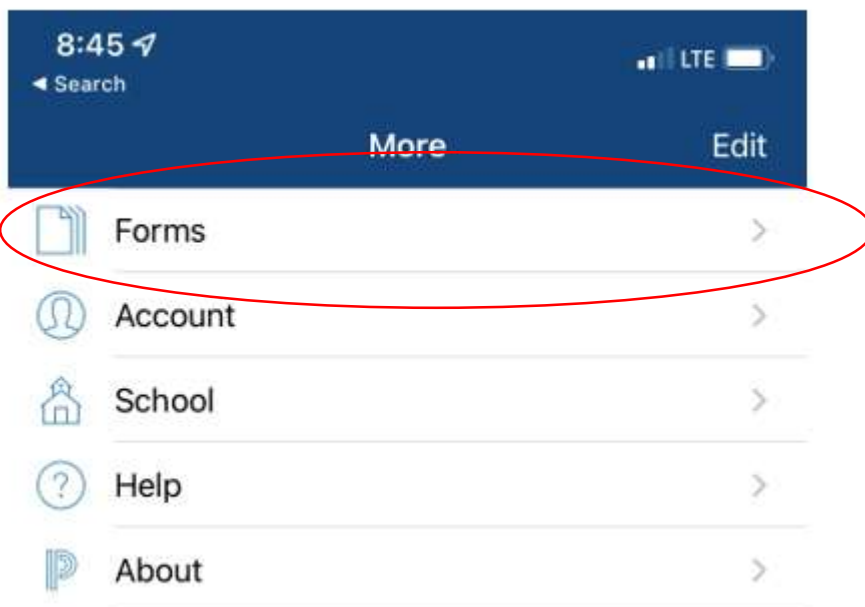 8:45
◀ Search
LTE
More
Edit
Forms
Account
School
?
Help
About